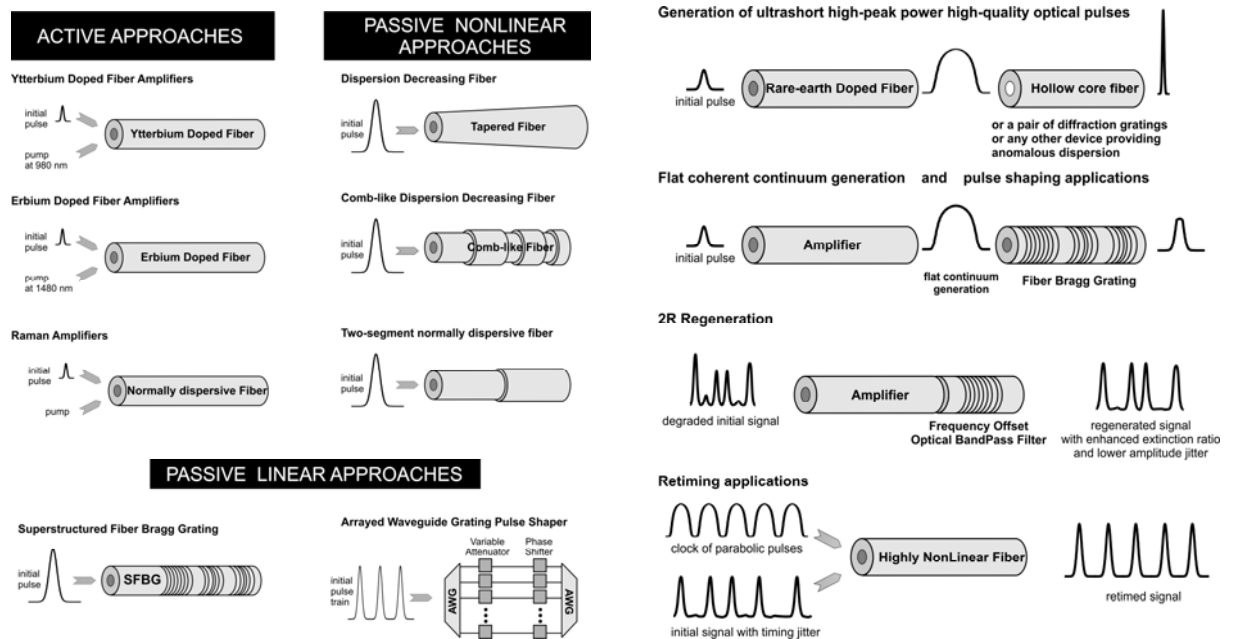 ACTIVE APPROACHES
Ytterbium Doped Fiber Amplifiers
initial
pulse
pump
at 980 nm
Ytterbium Doped Fiber
Erbium Doped Fiber Amplifiers
initial
pulse
pump
at 1480 nm
Erbium Doped Fiber
Raman Amplifiers
initial
pulse
pump
Normally dispersive Fiber
PASSIVE NONLINEAR
APPROACHES
Dispersion Decreasing Fiber
initial
pulse
Tapered Fiber
Comb-like Dispersion Decreasing Fiber
initial
pulse
Comb-like Fiber
Two-segment normally dispersive fiber
initial
pulse
PASSIVE LINEAR APPROACHES
Superstructured Fiber Bragg Grating
initial
pulse
SFBG
Arrayed Waveguide Grating Pulse Shaper
Variable
Attenuator
Phase
Shifter
initial
pulse
train
AWG
AWG
Generation of ultrashort high-peak power high-quality optical pulses
initial pulse
Rare-earth Doped Fiber
Hollow core fiber
or a pair of diffraction gratings
or any other device providing
anomalous dispersion
Flat coherent continuum generation and pulse shaping applications
initial pulse
Amplifier
flat continuum
generation
Fiber Bragg Grating
2R Regeneration
degraded initial signal
Amplifier
Frequency Offset
Optical BandPass Filter
regenerated signal
with enhanced extinction ratio
and lower amplitude jitter
Retiming applications
clock of parabolic pulses
initial signal with timing jitter
Highly NonLinear Fiber
retimed signal